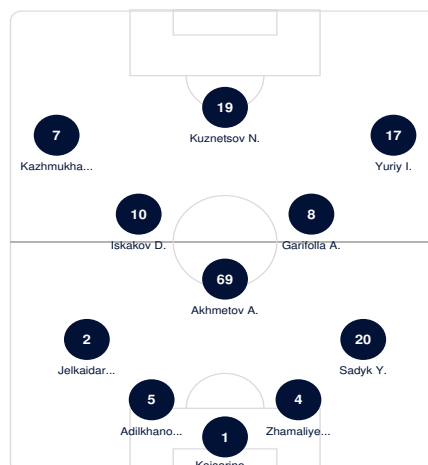 19
Kuznetsov N.
7
Kazhmukha...
17
Yuriy I.
10
Iskakov D.
8
Garifolla A.
69
Akhmetov A.
2
Jelkaidar...
20
Sadyk Y.
5
Adilkhano...
4
Zhamaliye...
1